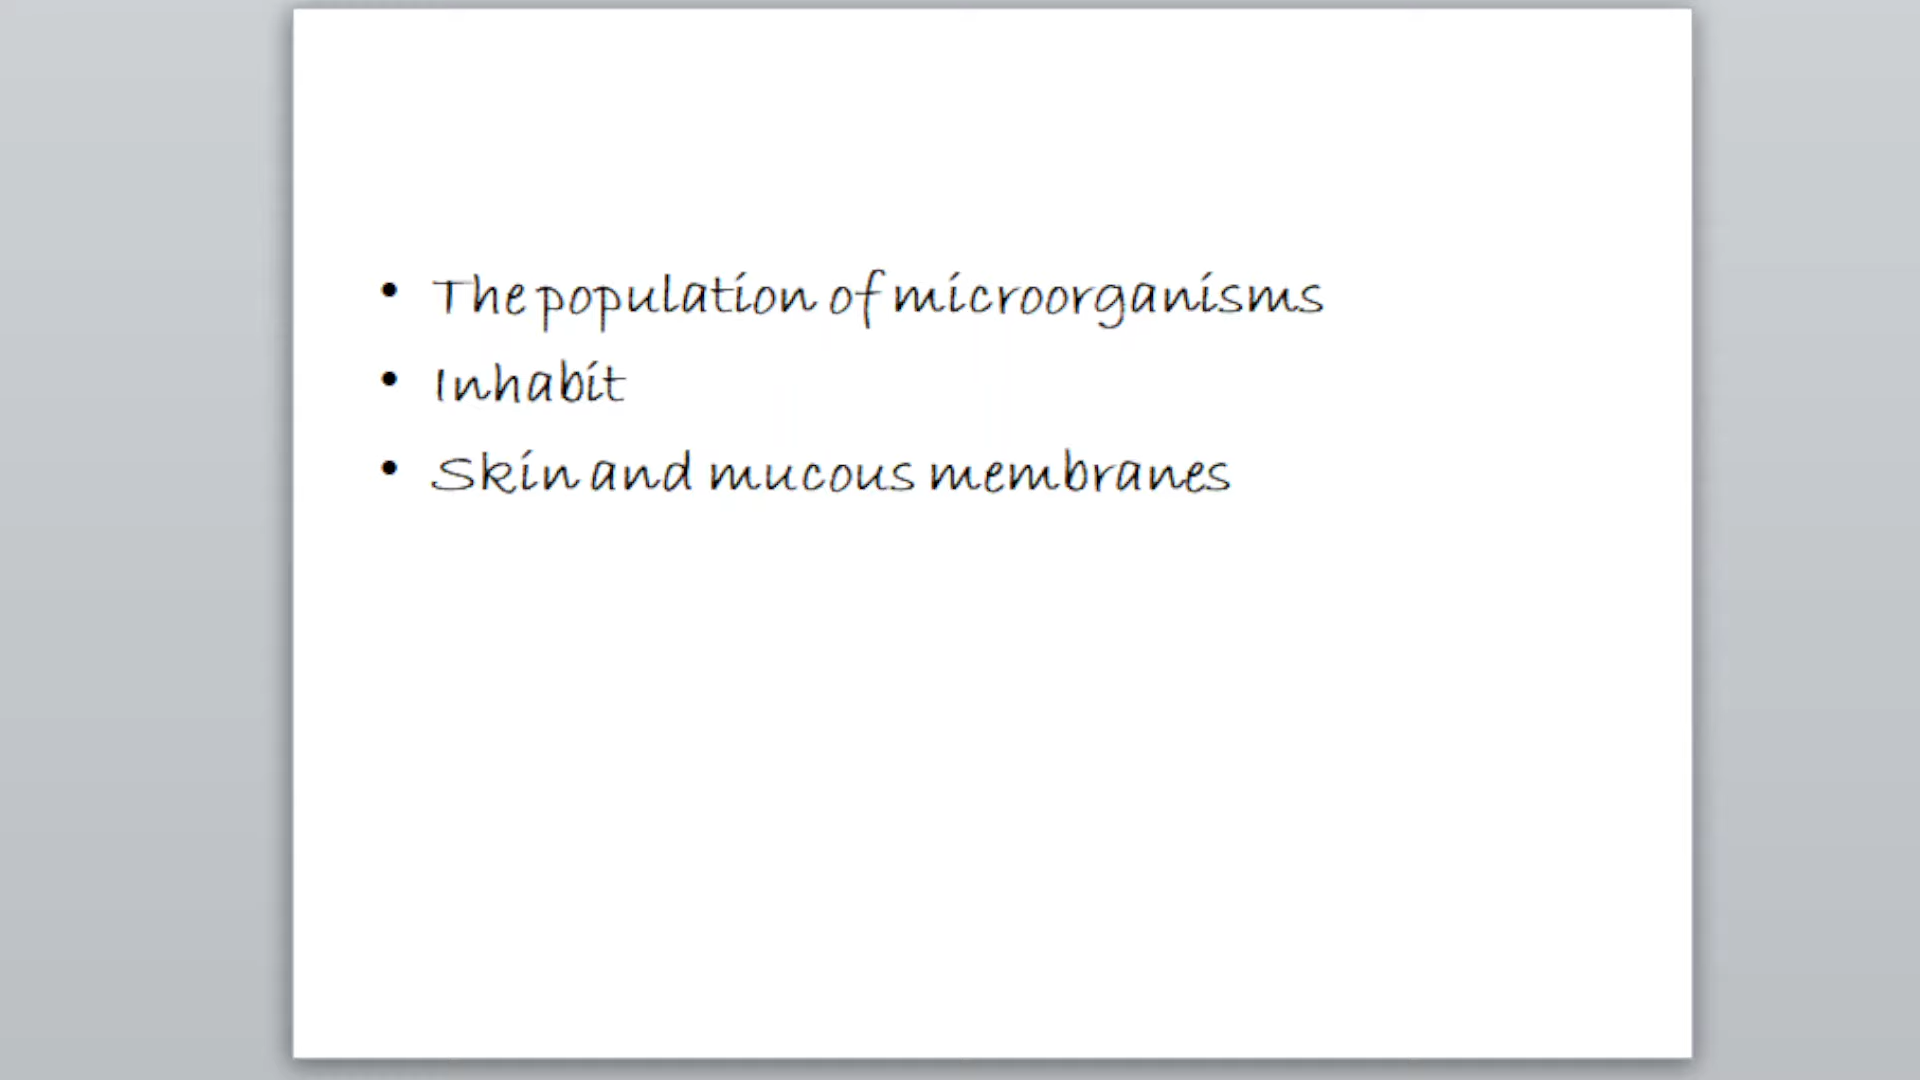 • The population of microorganisms
• Inhabit
• Skin and mucous membranes